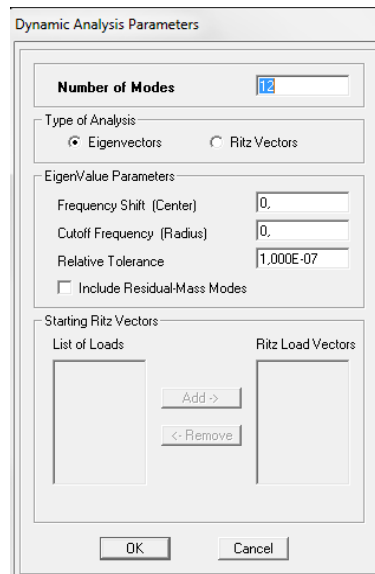 Dynamic Analysis Parameters
Number of Modes 12
Type of Analysis
Eigenvectors Ritz Vectors
EigenValue Parameters
Frequency Shift (Center) 0,
Cutoff Frequency (Radius) 0,
Relative Tolerance 1,000E-07
Include Residual-Mass Modes
Starting Ritz Vectors
List of Loads Ritz Load Vectors
Add ->
<- Remove
OK Cancel